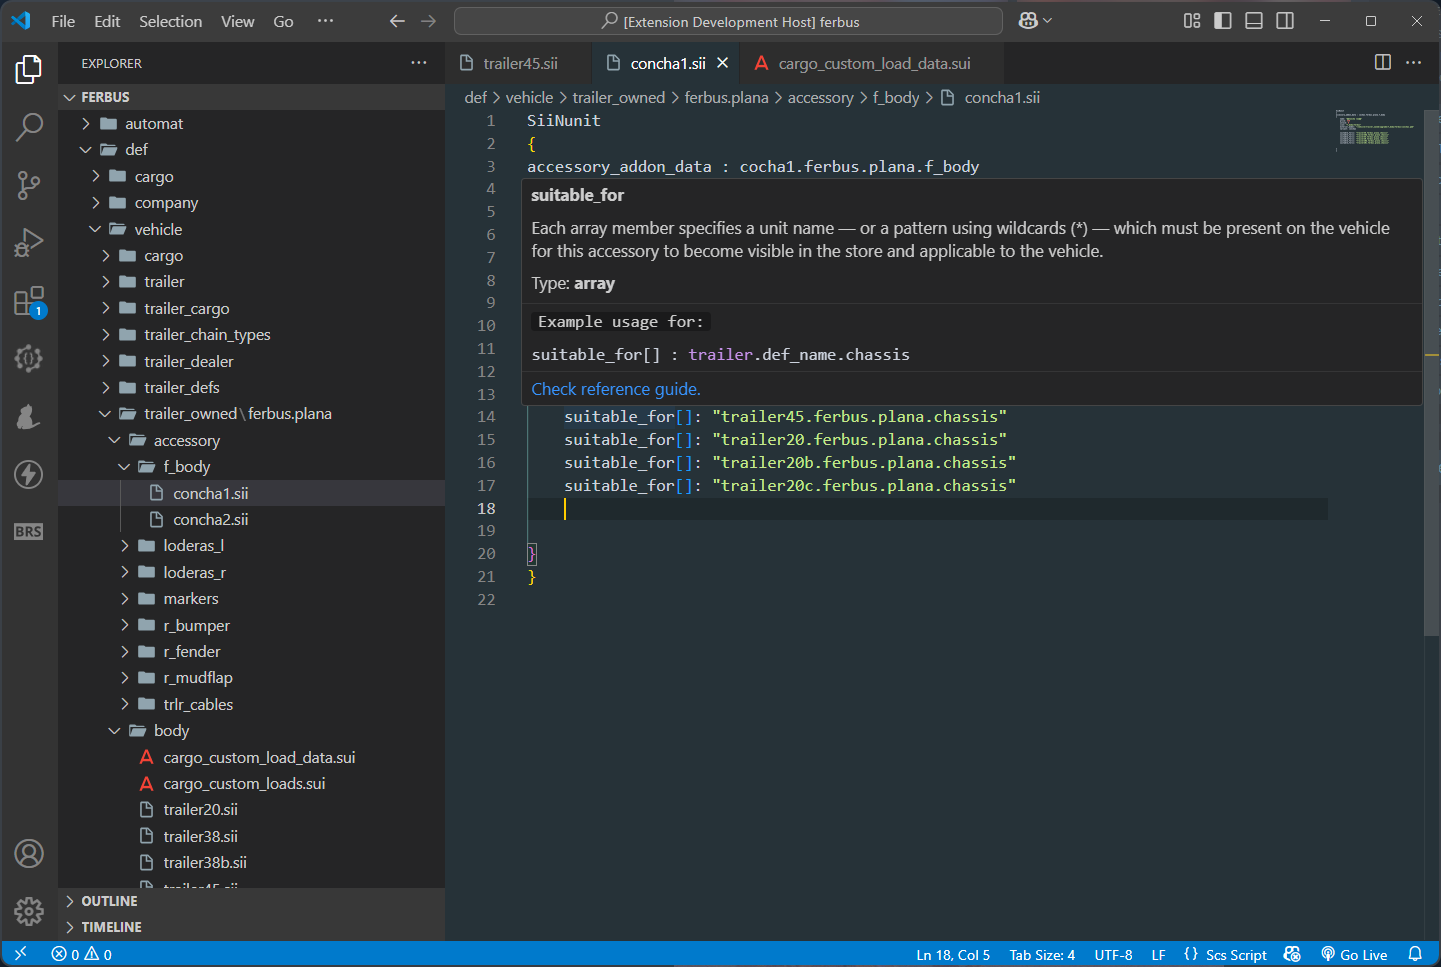 File Edit Selection View Go ···
[Extension Development Host] ferbus
EXPLORER
···
FERBUS
automat
def
cargo
company
vehicle
cargo
trailer
trailer_cargo
trailer_chain_types
trailer_dealer
trailer_defs
trailer_owned\ferbus.plana
accessory
f_body
concha1.sii
concha2.sii
loderas_l
loderas_r
markers
r_bumper
r_fender
r_mudflap
trlr_cables
body
cargo_custom_load_data.sui
cargo_custom_loads.sui
trailer20.sii
trailer38.sii
trailer38b.sii
trailer45.sii
OUTLINE
TIMELINE
1
BRS
trailer45.sii
concha1.sii
cargo_custom_load_data.sui
def > vehicle > trailer_owned > ferbus.plana > accessory > f_body > concha1.sii
1 SiiNunit
2 {
3 accessory_addon_data : cocha1.ferbus.plana.f_body
4
5
6
7
8
9
10
11
12
13
suitable_for
Each array member specifies a unit name — or a pattern using wildcards (*) — which must be present on the vehicle
for this accessory to become visible in the store and applicable to the vehicle.
Type: array
Example usage for:
suitable_for[] : trailer.def_name.chassis
Check reference guide.
14 suitable_for[]: "trailer45.ferbus.plana.chassis"
15 suitable_for[]: "trailer20.ferbus.plana.chassis"
16 suitable_for[]: "trailer20b.ferbus.plana.chassis"
17 suitable_for[]: "trailer20c.ferbus.plana.chassis"
18
19
20 }
21 }
22
0 0
Ln 18, Col 5 Tab Size: 4 UTF-8 LF {} Scs Script Go Live